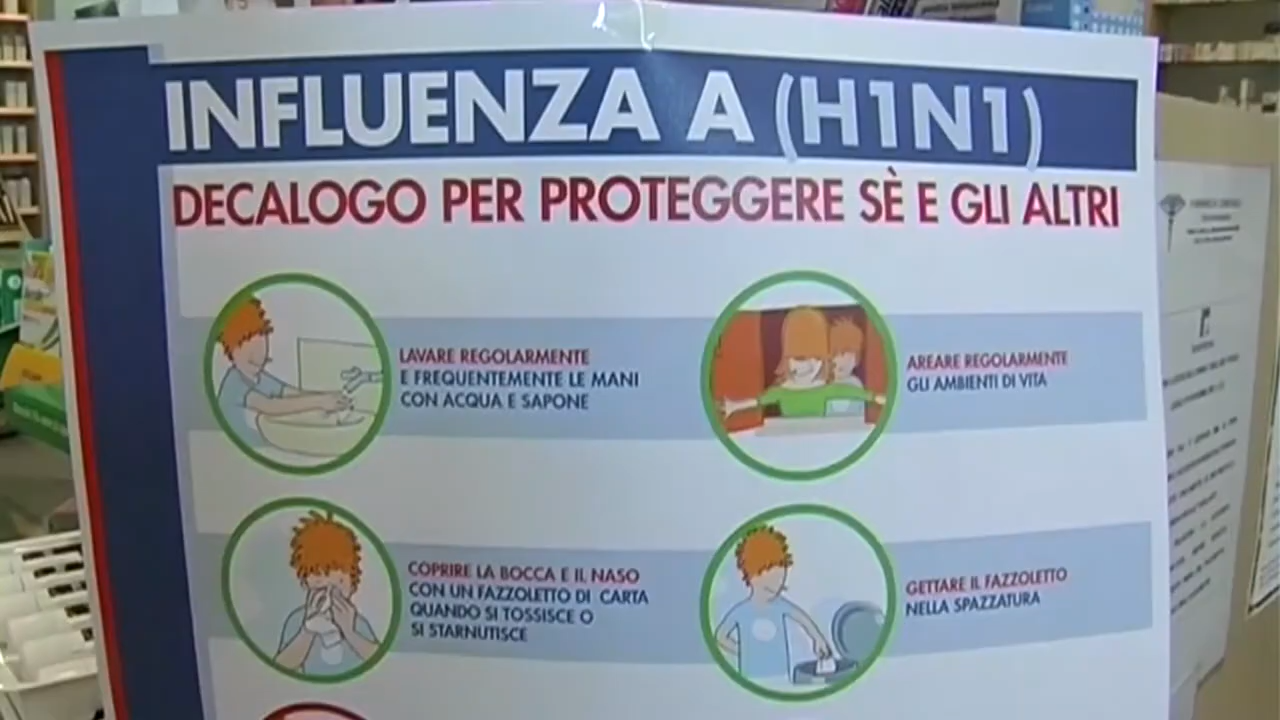 INFLUENZA A (H1N1)
DECALOGO PER PROTEGGERE SÈ E GLI ALTRI
LAVARE REGOLARMENTE
E FREQUENTEMENTE LE MANI
CON ACQUA E SAPONE
AREARE REGOLARMENTE
GLI AMBIENTI DI VITA
COPRIRE LA BOCCA E IL NASO
CON UN FAZZOLETTO DI CARTA
QUANDO SI TOSSISCE O
SI STARNUTISCE
GETTARE IL FAZZOLETTO
NELLA SPAZZATURA